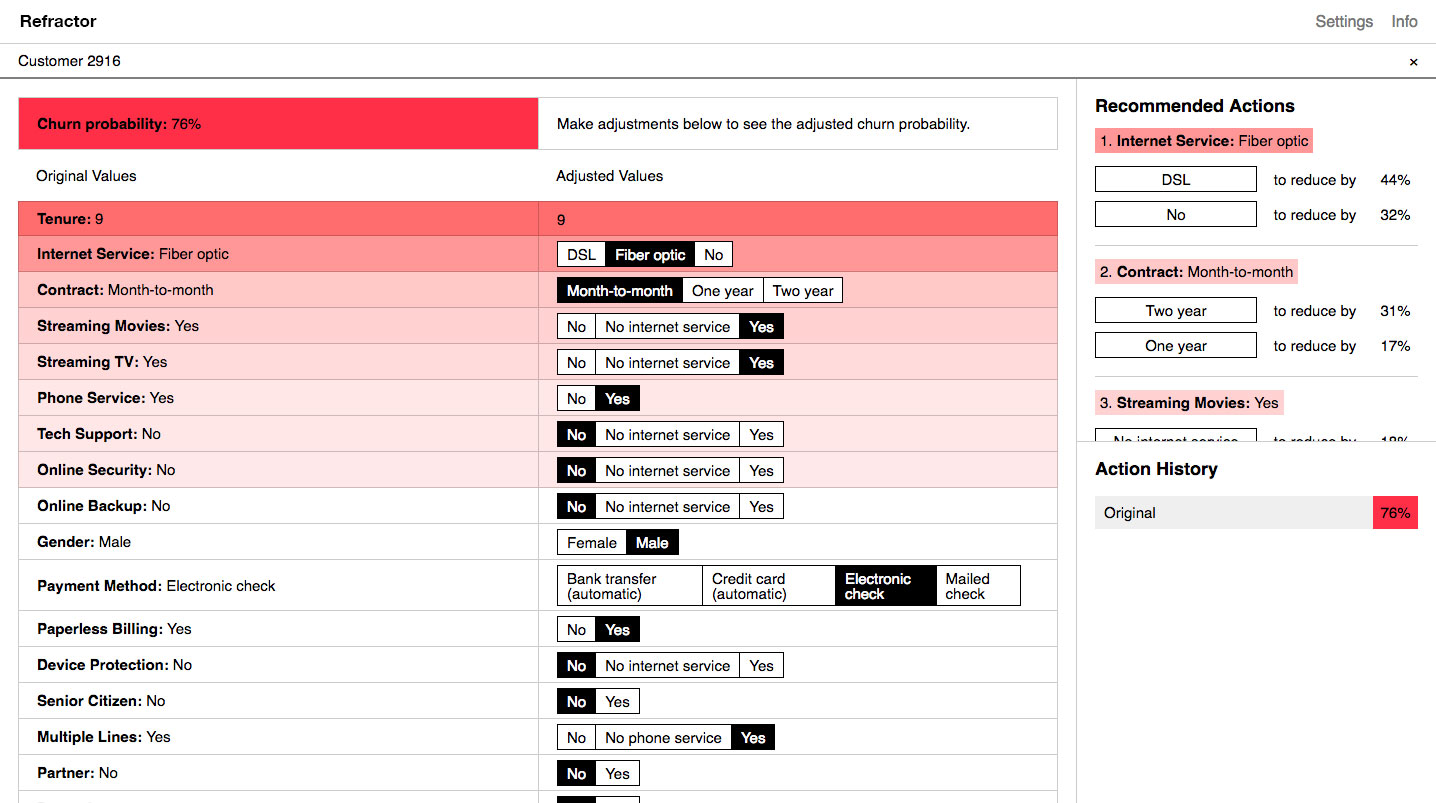 Refractor
Settings Info
Customer 2916
×
Churn probability: 76%
Make adjustments below to see the adjusted churn probability.
Original Values
Adjusted Values
Tenure: 9
9
Internet Service: Fiber optic
DSL Fiber optic No
Contract: Month-to-month
Month-to-month One year Two year
Streaming Movies: Yes
No No internet service Yes
Streaming TV: Yes
No No internet service Yes
Phone Service: Yes
No Yes
Tech Support: No
No No internet service Yes
Online Security: No
No No internet service Yes
Online Backup: No
No No internet service Yes
Gender: Male
Female Male
Payment Method: Electronic check
Bank transfer (automatic) Credit card (automatic) Electronic check Mailed check
Paperless Billing: Yes
No Yes
Device Protection: No
No No internet service Yes
Senior Citizen: No
No Yes
Multiple Lines: Yes
No No phone service Yes
Partner: No
No Yes
Recommended Actions
1. Internet Service: Fiber optic
DSL to reduce by 44%
No to reduce by 32%
2. Contract: Month-to-month
Two year to reduce by 31%
One year to reduce by 17%
3. Streaming Movies: Yes
No internet service to reduce by
Action History
Original 76%